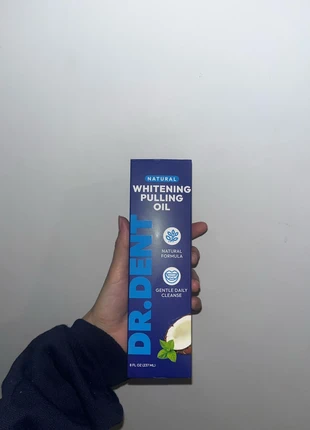 NATURAL
WHITENING
PULLING
OIL
DR.DENT
NATURAL
FORMULA
GENTLE DAILY
CLEANSE
8 FL OZ (237 ML)